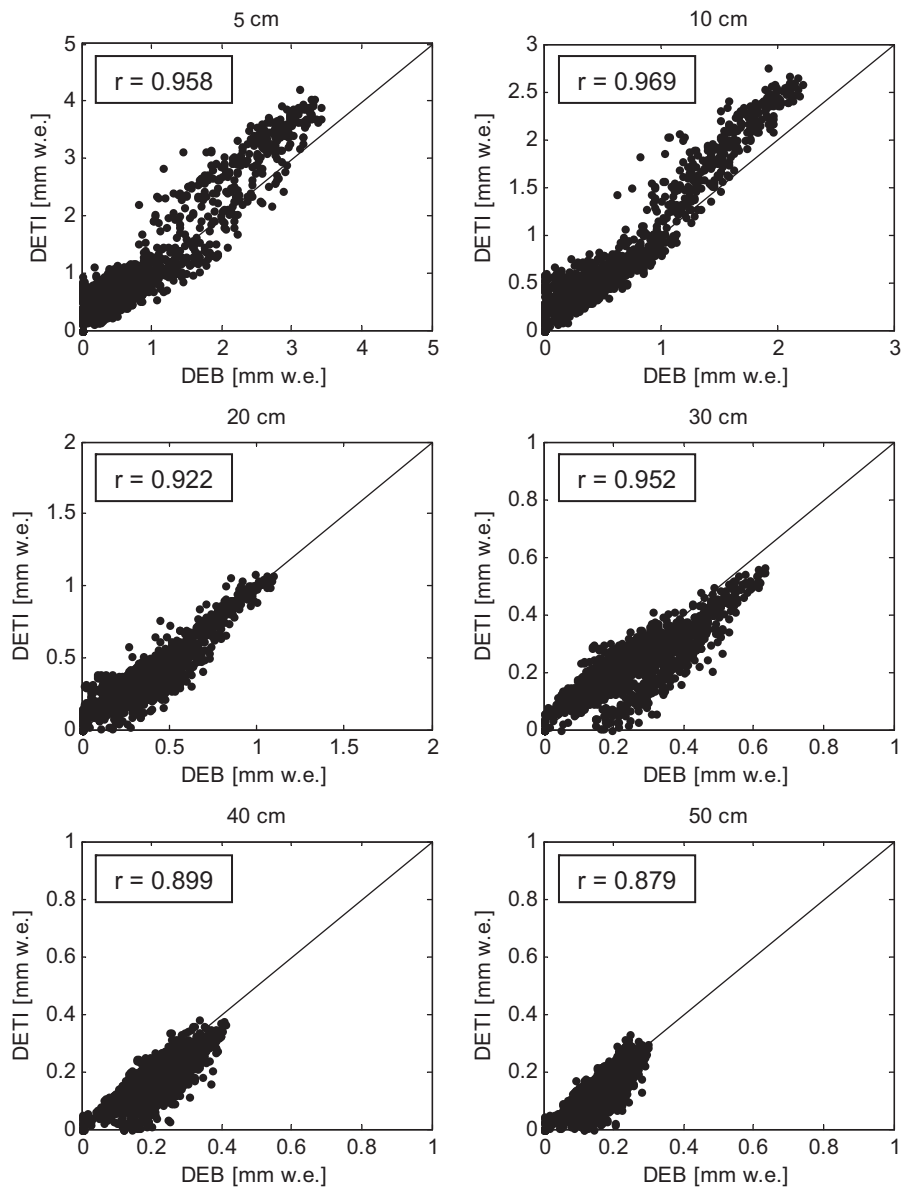 5 cm
10 cm
5
4
3
2
1
0
DETI [mm w.e.]
r = 0.958
0
1
2
3
4
5
DEB [mm w.e.]
3
2.5
2
1.5
1
0.5
0
DETI [mm w.e.]
r = 0.969
0
1
2
3
DEB [mm w.e.]
20 cm
30 cm
2
1.5
1
0.5
0
DETI [mm w.e.]
r = 0.922
0
0.5
1
1.5
2
DEB [mm w.e.]
1
0.8
0.6
0.4
0.2
0
DETI [mm w.e.]
r = 0.952
0
0.2
0.4
0.6
0.8
1
DEB [mm w.e.]
40 cm
50 cm
1
0.8
0.6
0.4
0.2
0
DETI [mm w.e.]
r = 0.899
0
0.2
0.4
0.6
0.8
1
DEB [mm w.e.]
1
0.8
0.6
0.4
0.2
0
DETI [mm w.e.]
r = 0.879
0
0.2
0.4
0.6
0.8
1
DEB [mm w.e.]